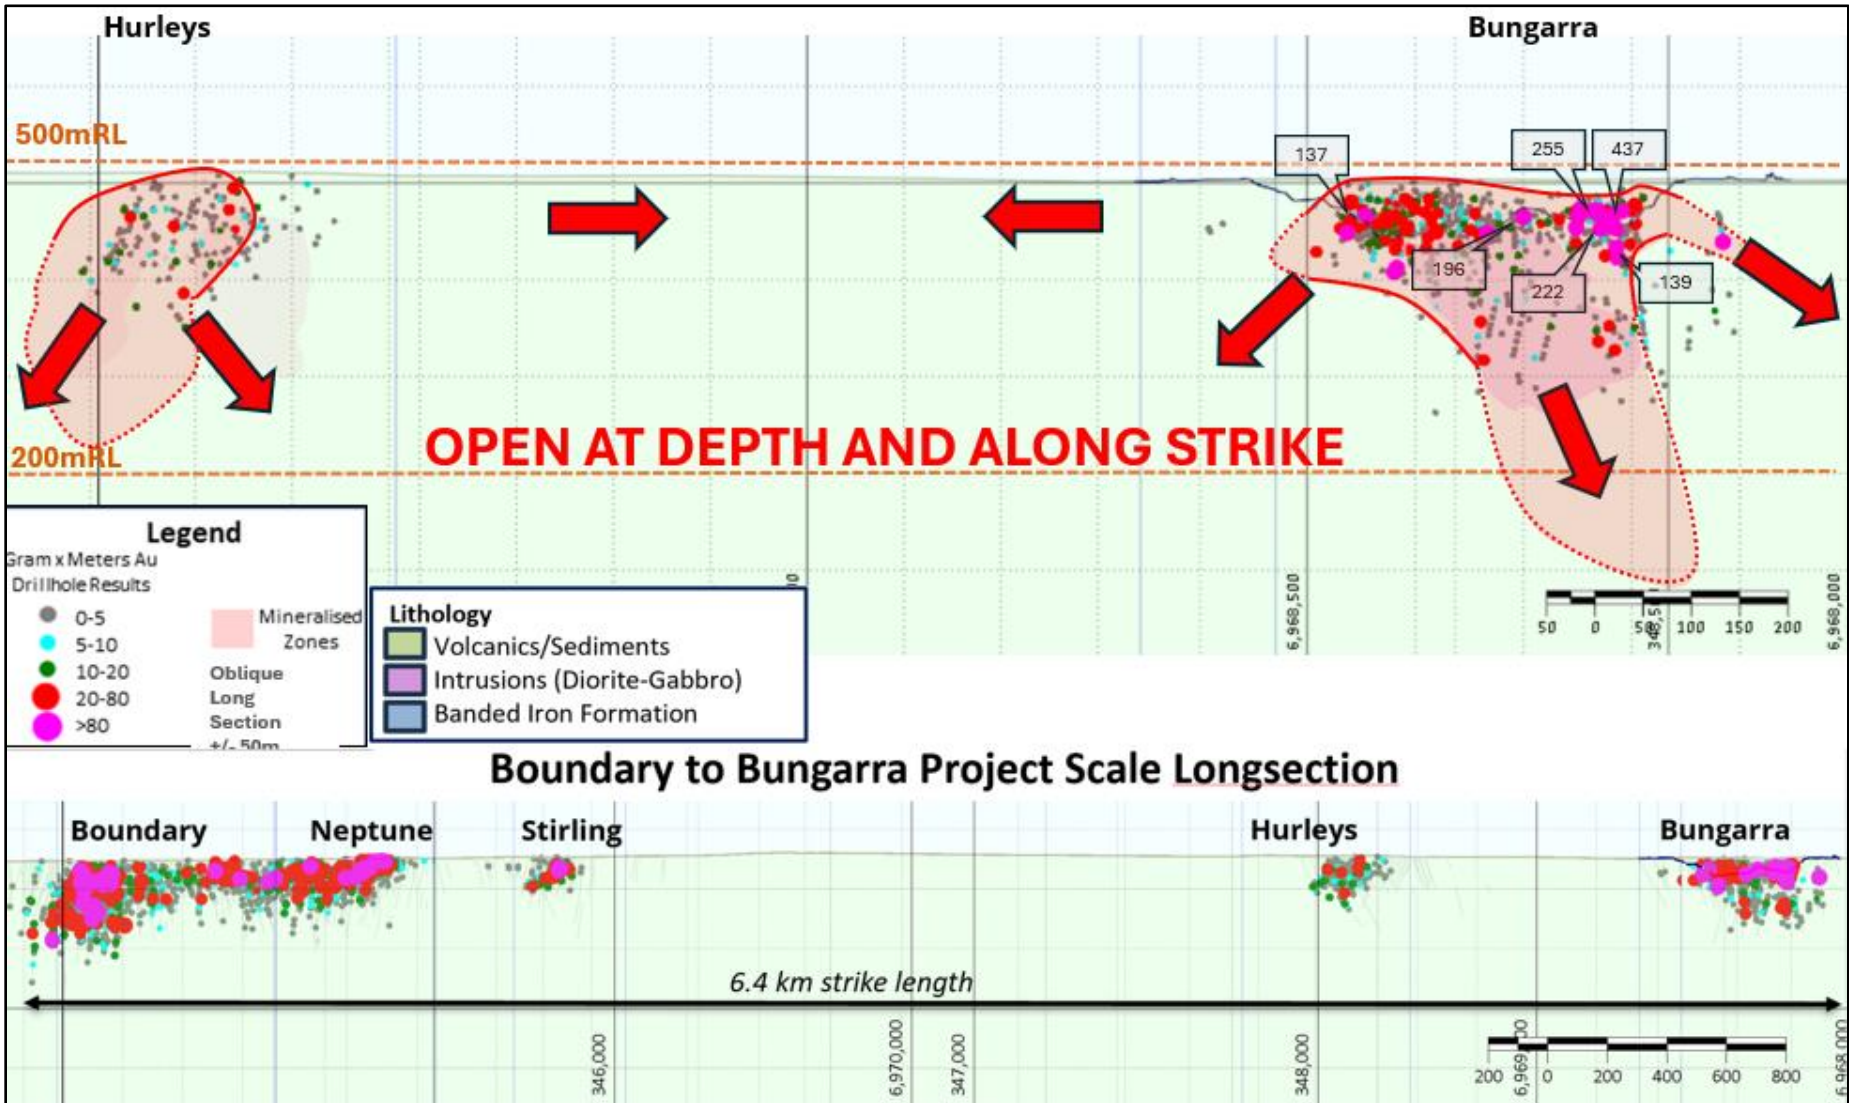 Hurleys
Bungarra
500mRL
137
255
437
196
222
139
OPEN AT DEPTH AND ALONG STRIKE
200mRL
Legend
Gram x Meters Au
Drillhole Results
0-5
5-10
10-20
20-80
>80
Mineralised
Zones
Oblique
Long
Section
+/- 50m
Lithology
Volcanics/Sediments
Intrusions (Diorite-Gabbro)
Banded Iron Formation
6,968,500
6,968,000
50 0 50 100 150 200
Boundary to Bungarra Project Scale Longsection
Boundary
Neptune
Stirling
Hurleys
Bungarra
6.4 km strike length
346,000
6,970,000
347,000
348,000
6,968,000
200 0 200 400 600 800